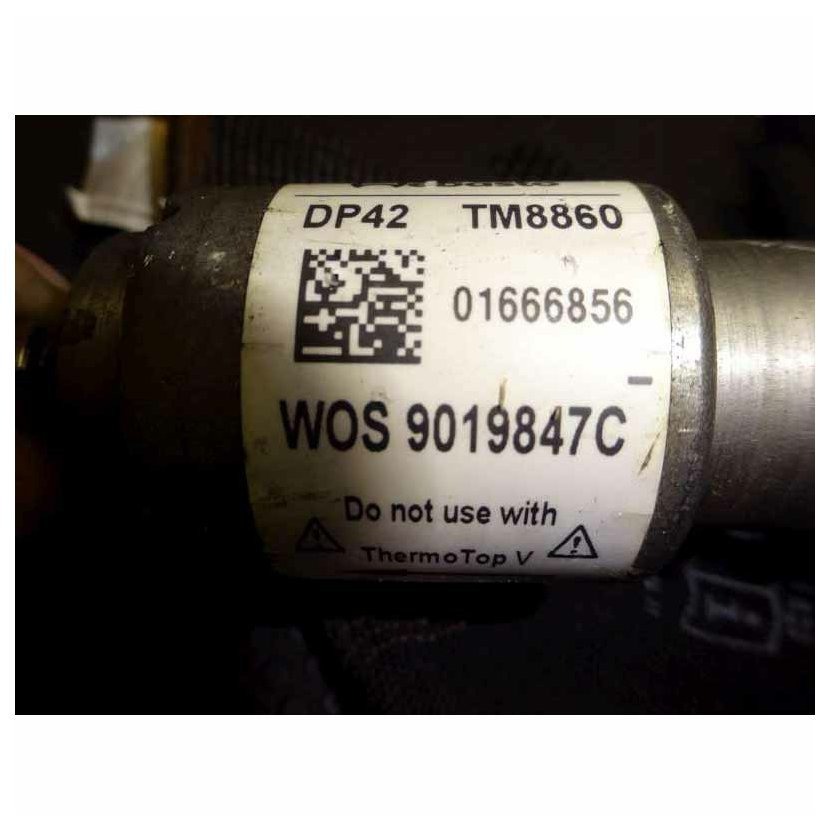 DP42 TM8860
01666856
WOS 9019847C
Do not use with
ThermoTop V